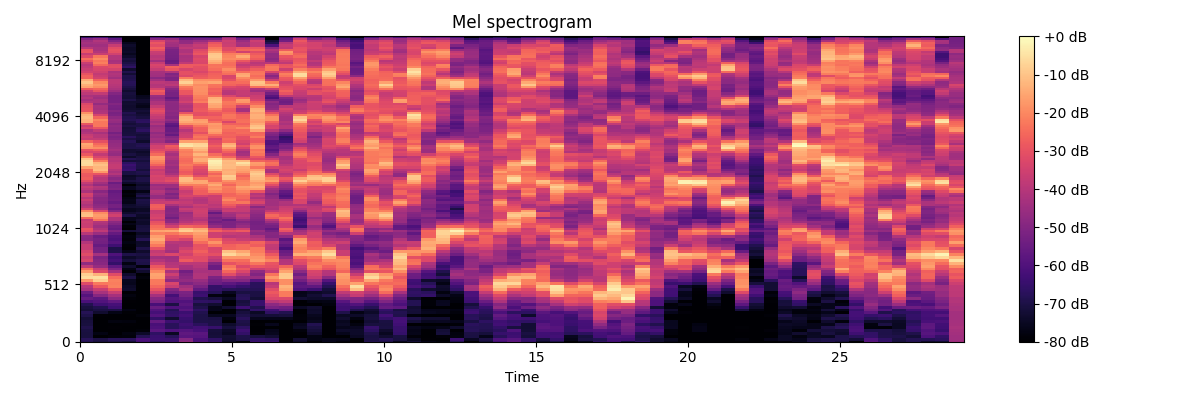 Mel spectrogram
8192
4096
2048
1024
512
0
Hz
0 5 10 15 20 25
Time
+0 dB
-10 dB
-20 dB
-30 dB
-40 dB
-50 dB
-60 dB
-70 dB
-80 dB